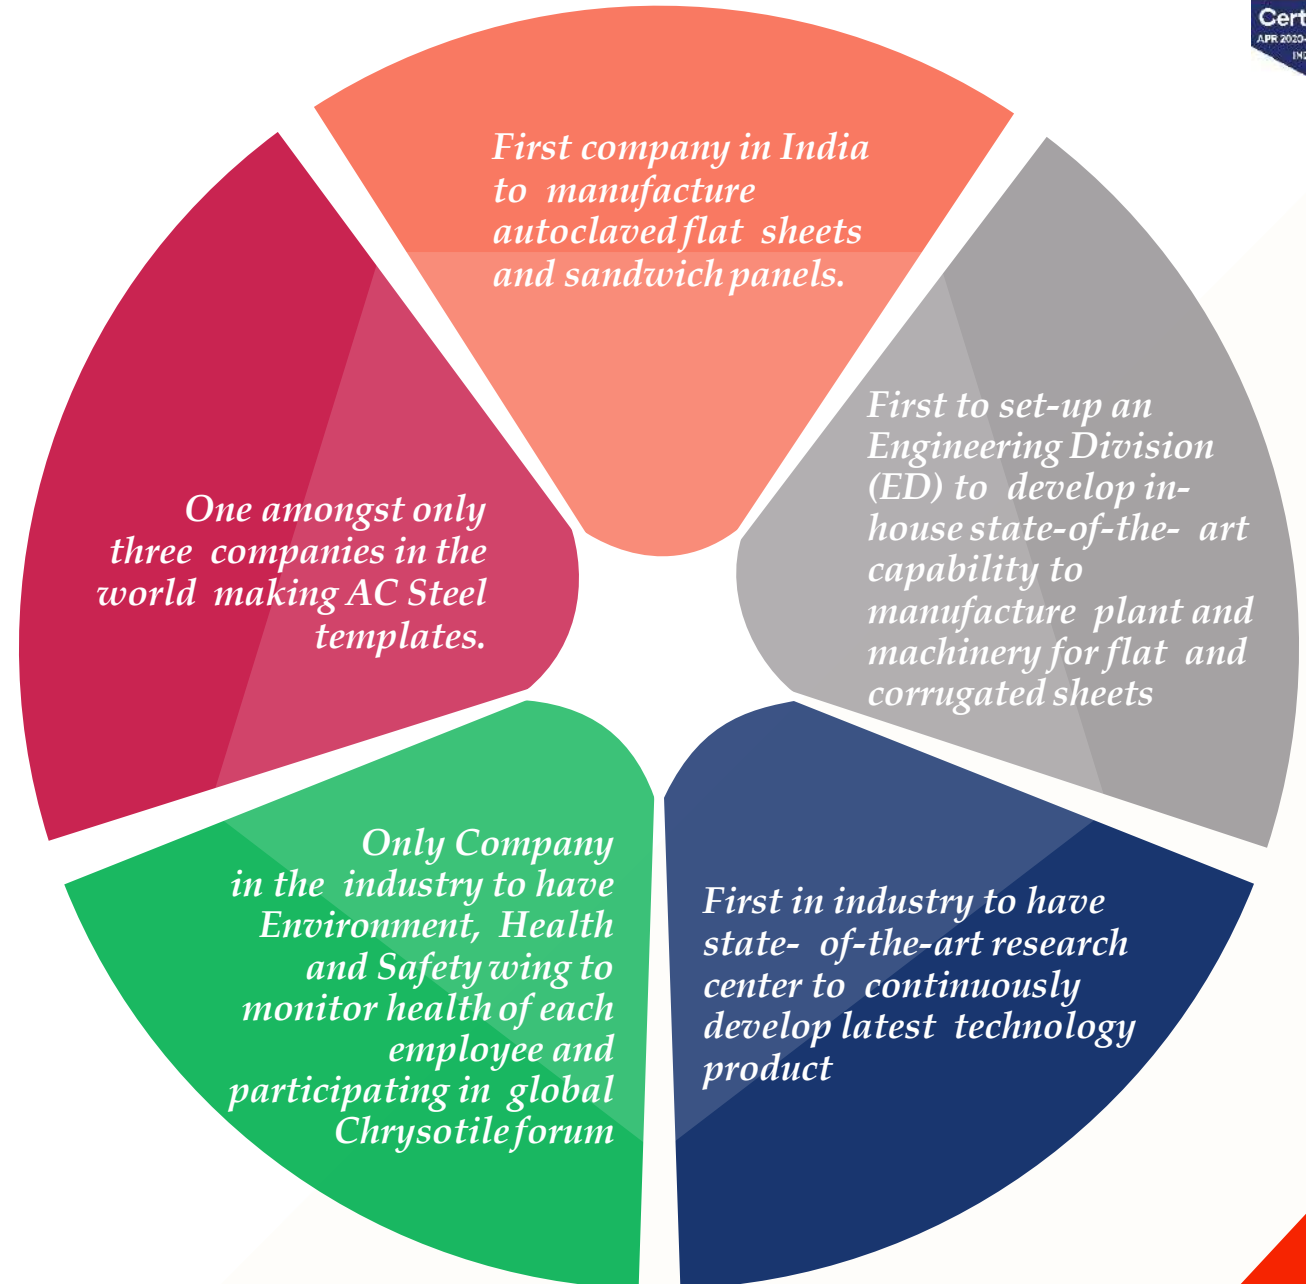 Cert
APR 2020-
IND
First company in India
to manufacture
autoclaved flat sheets
and sandwich panels.
First to set-up an
Engineering Division
(ED) to develop in-
house state-of-the- art
capability to
manufacture plant and
machinery for flat and
corrugated sheets
One amongst only
three companies in the
world making AC Steel
templates.
Only Company
in the industry to have
Environment, Health
and Safety wing to
monitor health of each
employee and
participating in global
Chrysotile forum
First in industry to have
state- of-the-art research
center to continuously
develop latest technology
product